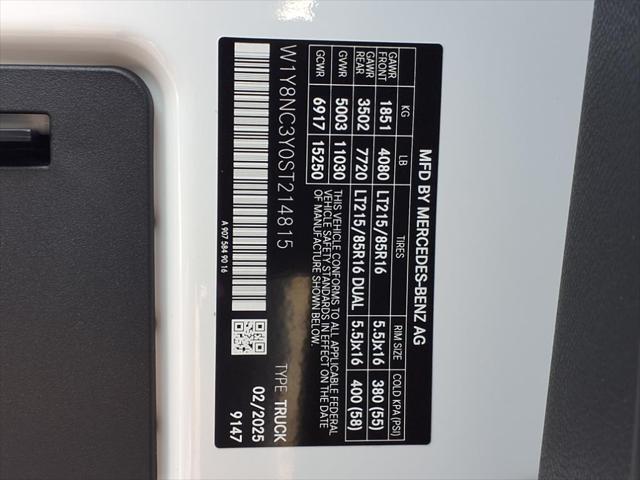 MFD BY MERCEDES-BENZ AG
KG LB TIRES RIM SIZE COLD KPA (PSI)
GAWR FRONT 1851 4080 LT215/85R16 5.5Jx16 380 (55)
GAWR REAR 3502 7720 LT215/85R16 DUAL 5.5Jx16 400 (58)
GVWR 5003 11030 THIS VEHICLE CONFORMS TO ALL APPLICABLE FEDERAL
VEHICLE SAFETY STANDARDS IN EFFECT ON THE DATE
GCWR 6917 15250 OF MANUFACTURE SHOWN ABOVE.
W1Y8NC3Y0ST214815 TYPE TRUCK 02/2025
9147
A 907 584 90 16